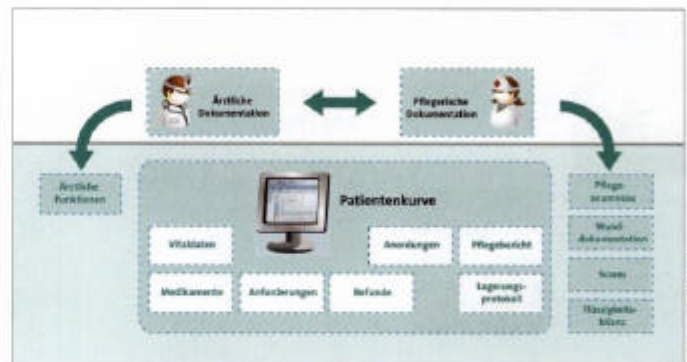 Ärztliche
Dokumentation
Pflegerische
Dokumentation
Ärztliche
Funktionen
Patientenkurve
Vitaldaten
Anordnungen
Pflegebericht
Medikamente
Anforderungen
Befunde
Lagerungs-
protokoll
Pflege-
anamnese
Wund-
dokumentation
Scores
Flüssigkeits-
bilanz